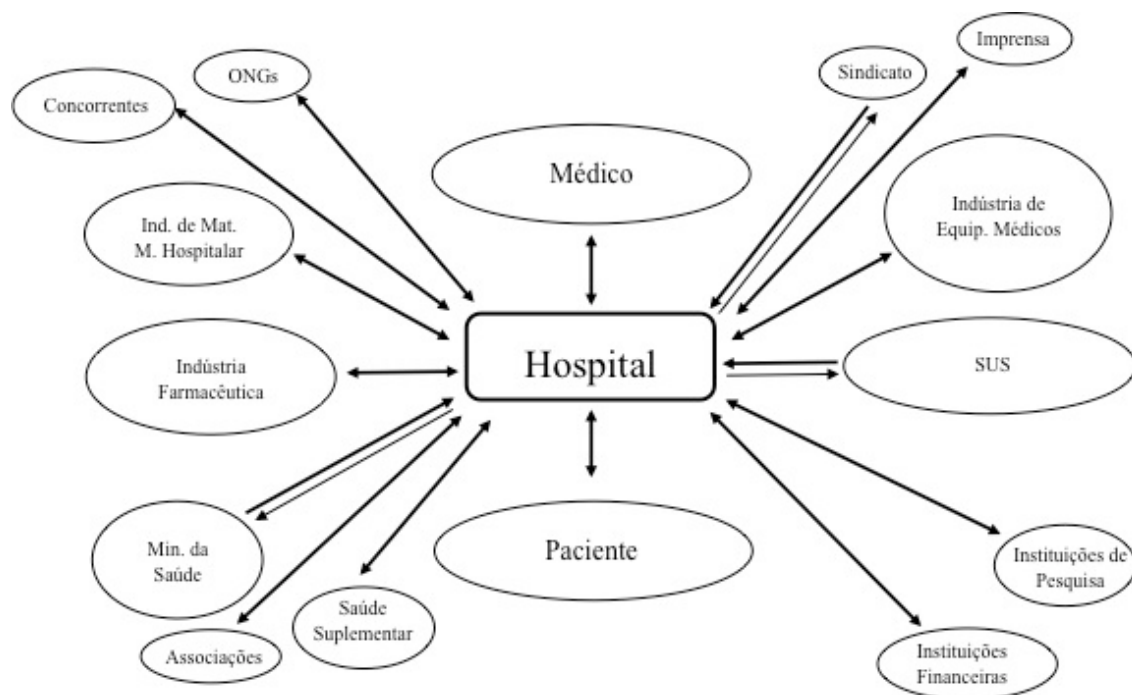 Imprensa
Sindicato
ONGs
Concorrentes
Médico
Indústria de
Equip. Médicos
Ind. de Mat.
M. Hospitalar
Hospital
SUS
Indústria
Farmacêutica
Paciente
Min. da
Saúde
Instituições de
Pesquisa
Saúde
Suplementar
Associações
Instituições
Financeiras